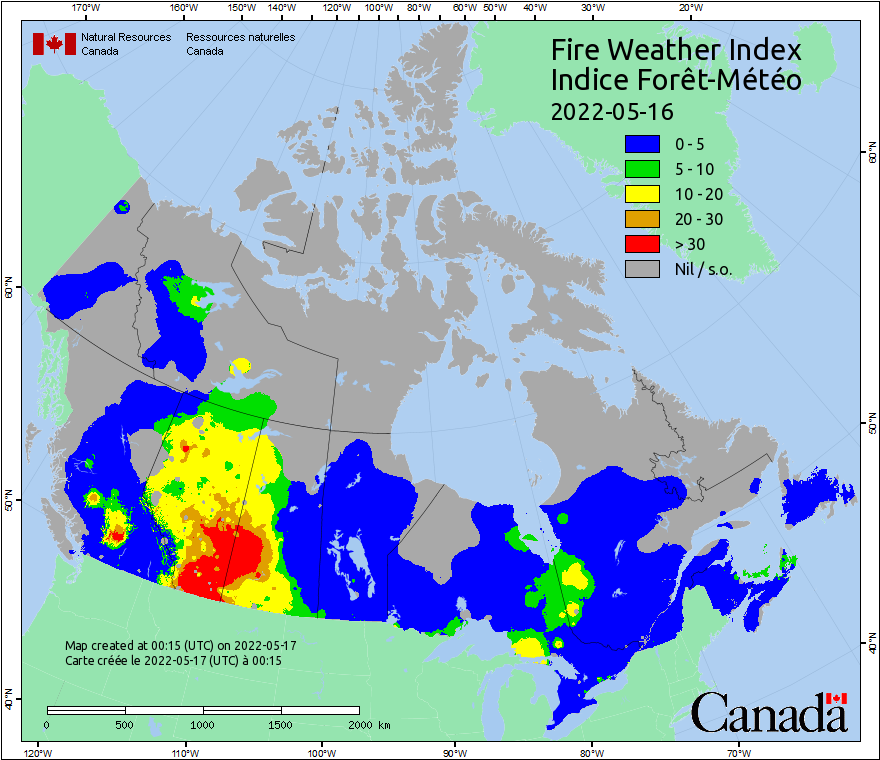 170°W 160°W 150°W 140°W 130°W 120°W 110°W 100°W 90°W 80°W 60°W 50°W 40°W 30°W 20°W
Natural Resources Ressources naturelles
Canada Canada
Fire Weather Index
Indice Forêt-Météo
2022-05-16
0 - 5
5 - 10
10 - 20
20 - 30
> 30
Nil / s.o.
60°N
60°N
50°N
50°N
40°N
40°N
Map created at 00:15 (UTC) on 2022-05-17
Carte créée le 2022-05-17 (UTC) à 00:15
0 500 1000 1500 2000 km
Canada
120°W 110°W 100°W 90°W 80°W 70°W